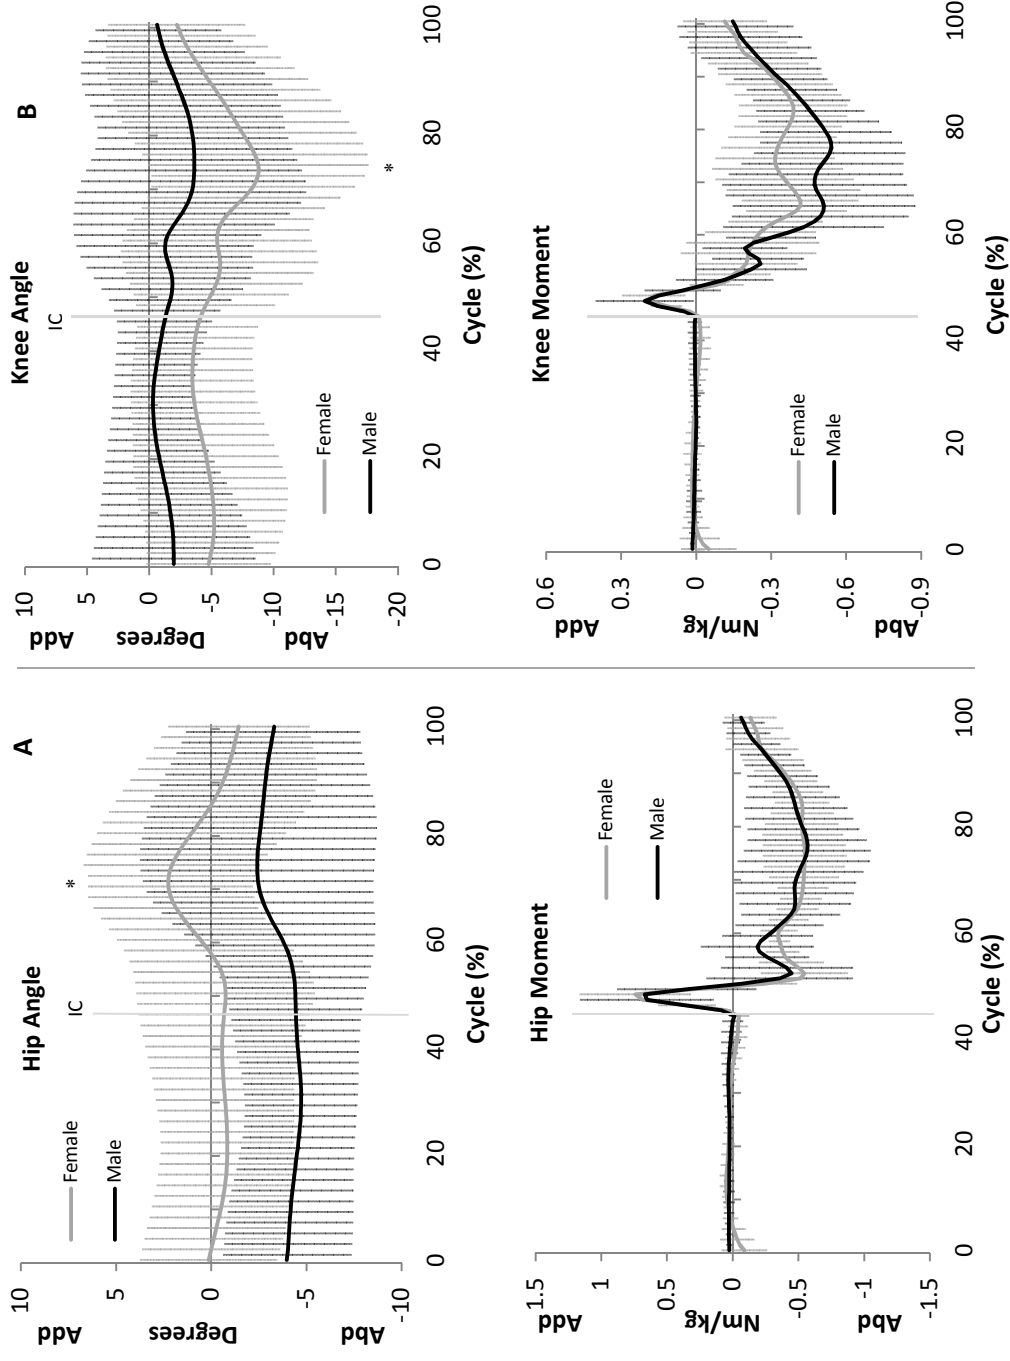 A
Hip Angle
IC
*
Female
Male
10
5
0
-5
-10
Add
Degrees
Abd
0
20
40
60
80
100
Cycle (%)
Hip Moment
Female
Male
1.5
1
0.5
0
-0.5
-1
-1.5
Add
Nm/kg
Abd
0
20
40
60
80
100
Cycle (%)
B
Knee Angle
IC
*
Female
Male
10
5
0
-5
-10
-15
-20
Add
Degrees
Abd
0
20
40
60
80
100
Cycle (%)
Knee Moment
Female
Male
0.6
0.3
0
-0.3
-0.6
-0.9
Add
Nm/kg
Abd
0
20
40
60
80
100
Cycle (%)